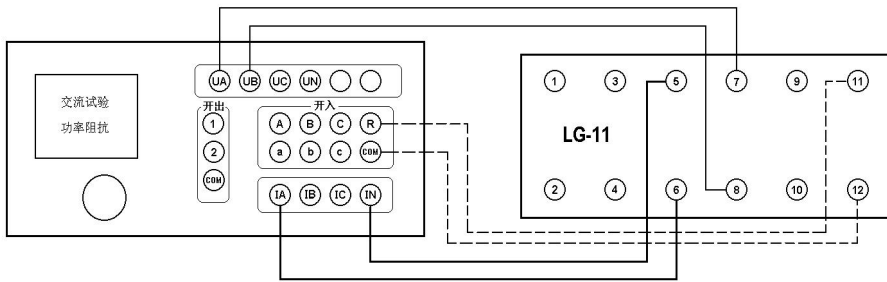 交流试验
功率阻抗
UA UB UC UN
开出
1
2
COM
开入
A B C R
a b c COM
IA IB IC IN
1 3 5 7 9 11
LG-11
2 4 6 8 10 12